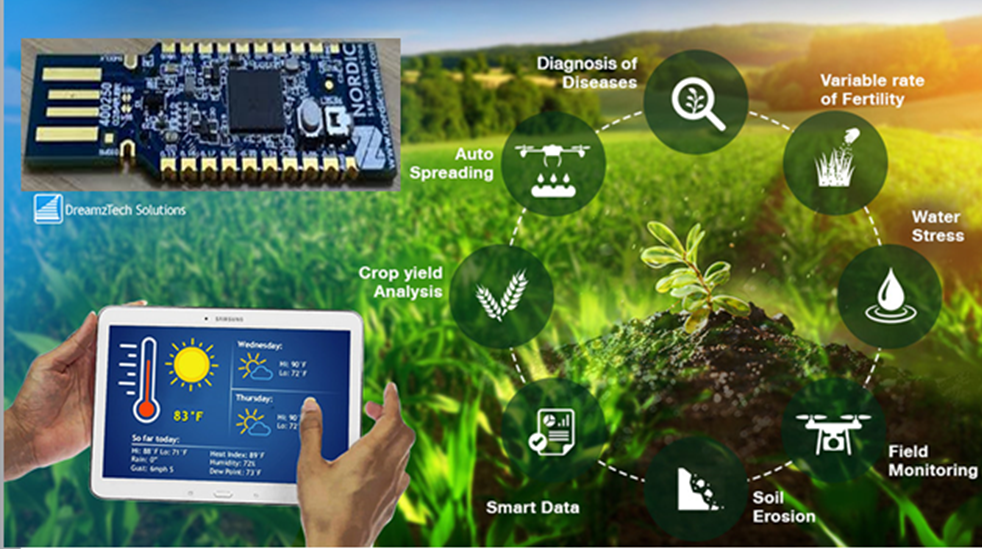 NORDIC
400250
DreamzTech Solutions
Diagnosis of
Diseases
Variable rate
of Fertility
Auto
Spreading
Water
Stress
Crop yield
Analysis
Field
Monitoring
Soil
Erosion
Smart Data
SAMSUNG
83°F
Wednesday:
Hi: 90°F
Lo: 72°F
Thursday:
Hi: 90°
Lo: 72°
So far today:
Hi: 88°F Lo: 71°F
Rain: 0"
Gust: 6mph S
Heat Index: 89°F
Humidity: 72%
Dew Point: 73°F